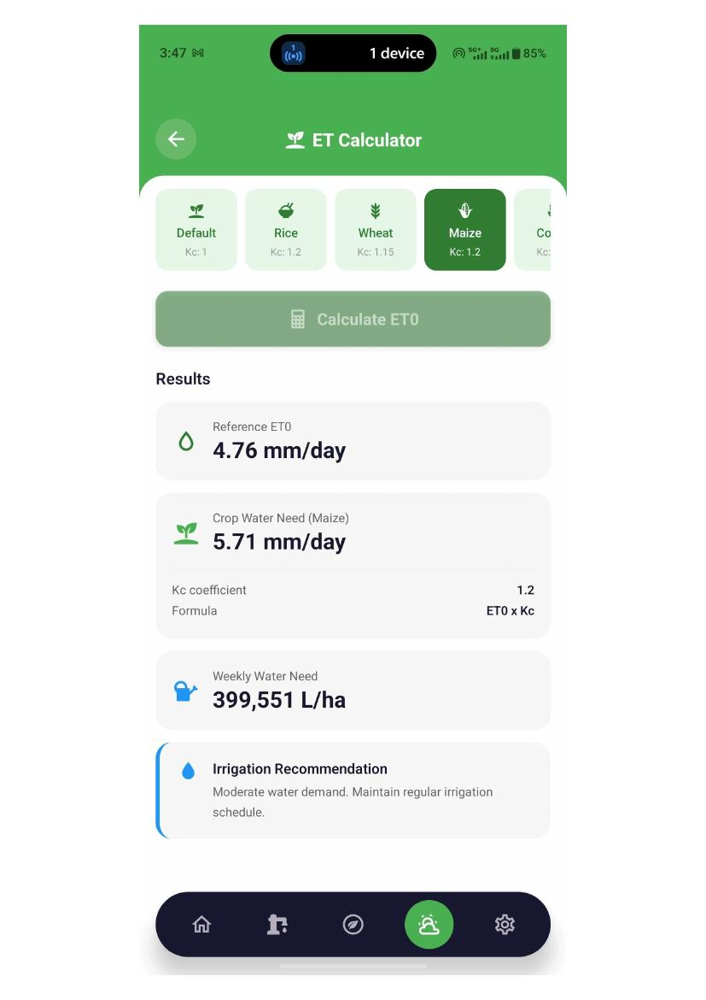 3:47
1
1 device
5G+ 5G 85%
ET Calculator
Default
Kc: 1
Rice
Kc: 1.2
Wheat
Kc: 1.15
Maize
Kc: 1.2
Co
Kc:
Calculate ET0
Results
Reference ET0
4.76 mm/day
Crop Water Need (Maize)
5.71 mm/day
Kc coefficient 1.2
Formula ET0 x Kc
Weekly Water Need
399,551 L/ha
Irrigation Recommendation
Moderate water demand. Maintain regular irrigation
schedule.